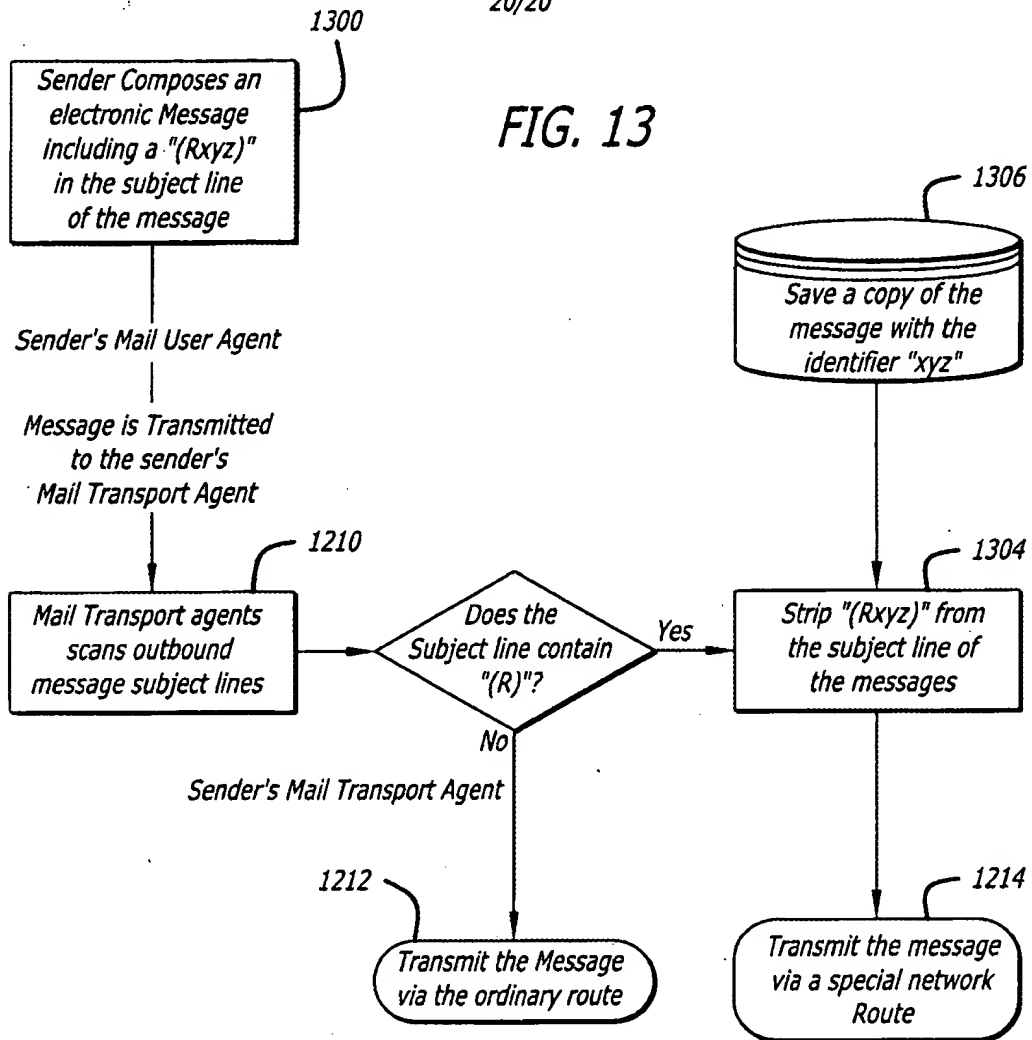 20/20
1300
Sender Composes an
electronic Message
including a "(Rxyz)"
in the subject line
of the message
FIG. 13
1306
Save a copy of the
message with the
identifier "xyz"
Sender's Mail User Agent
Message is Transmitted
to the sender's
Mail Transport Agent
1210
Mail Transport agents
scans outbound
message subject lines
Does the
Subject line contain
"(R)"?
Yes
No
1304
Strip "(Rxyz)" from
the subject line of
the messages
Sender's Mail Transport Agent
1212
Transmit the Message
via the ordinary route
1214
Transmit the message
via a special network
Route